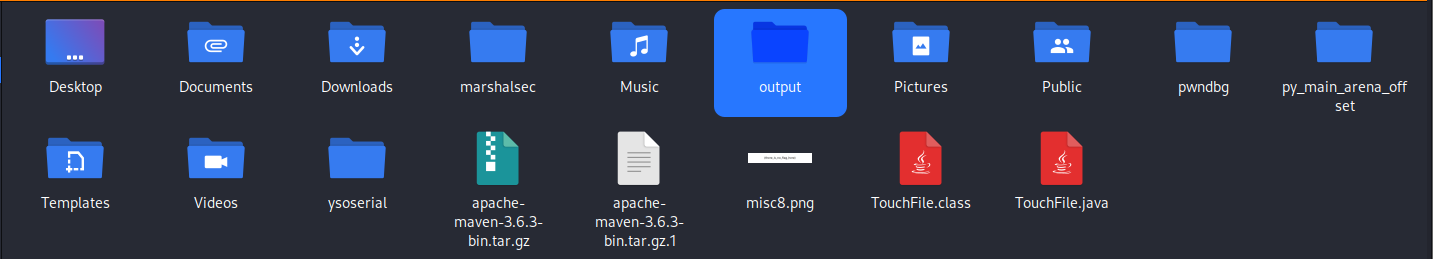 Desktop
Documents
Downloads
marshalsec
Music
output
Pictures
Public
pwndbg
py_main_arena_off
set
Templates
Videos
ysoserial
apache-
maven-3.6.3-
bin.tar.gz
apache-
maven-3.6.3-
bin.tar.gz.1
misc8.png
TouchFile.class
TouchFile.java